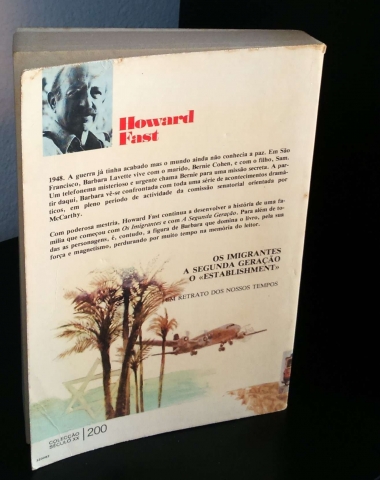 Howard
Fast
1948. A guerra já tinha acabado mas o mundo ainda não conhecia a paz. Em São
Francisco, Barbara Lavette vive com o marido, Bernie Cohen, e com o filho, Sam.
Um telefonema misterioso e urgente chama Bernie para uma missão secreta. A par-
tir daqui, Barbara vê-se confrontada com toda uma série de acontecimentos dramá-
ticos, em pleno período de actividade da comissão senatorial orientada por
McCarthy.
Com poderosa mestria, Howard Fast continua a desenvolver a história de uma fa-
mília que começou com Os Imigrantes e com A Segunda Geração. Para além de to-
das as personagens, é, contudo, a figura de Barbara que domina o livro, pela sua
força e magnetismo, perdurando por muito tempo na memória do leitor.
OS IMIGRANTES
A SEGUNDA GERAÇÃO
O «ESTABLISHMENT»
UM RETRATO DOS NOSSOS TEMPOS
COLECÇÃO
SÉCULO XX
200